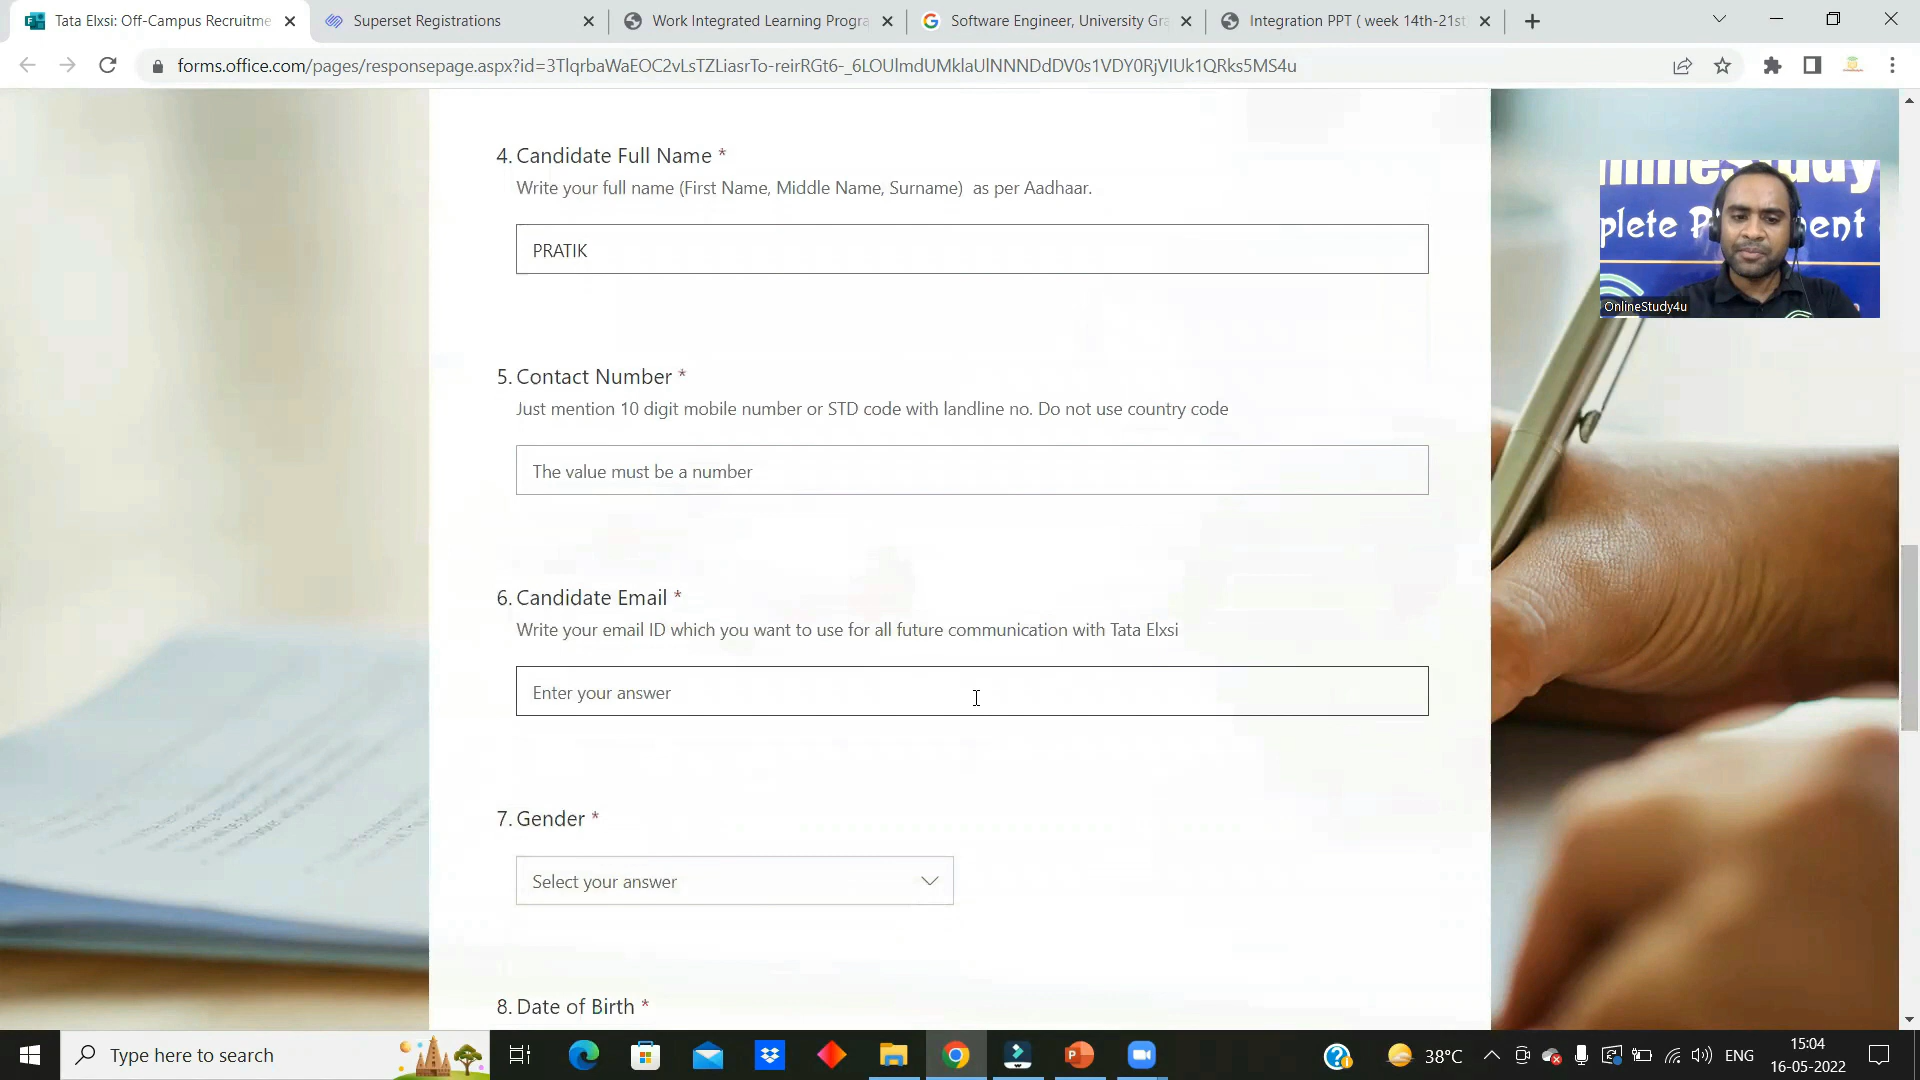 Tata Elxsi: Off-Campus Recruitme
Superset Registrations
Work Integrated Learning Progra
Software Engineer, University Gra
Integration PPT ( week 14th-21st
forms.office.com/pages/responsepage.aspx?id=3TlqrbaWaEOC2vLsTZLiasrTo-reirRGt6-_6LOUlmdUMklaUlNNNDdDV0s1VDY0RjVIUk1QRks5MS4u
4. Candidate Full Name *
Write your full name (First Name, Middle Name, Surname) as per Aadhaar.
PRATIK
5. Contact Number *
Just mention 10 digit mobile number or STD code with landline no. Do not use country code
The value must be a number
6. Candidate Email *
Write your email ID which you want to use for all future communication with Tata Elxsi
Enter your answer
7. Gender *
Select your answer
8. Date of Birth *
OnlineStudy4u
Type here to search
38°C
ENG
15:04
16-05-2022